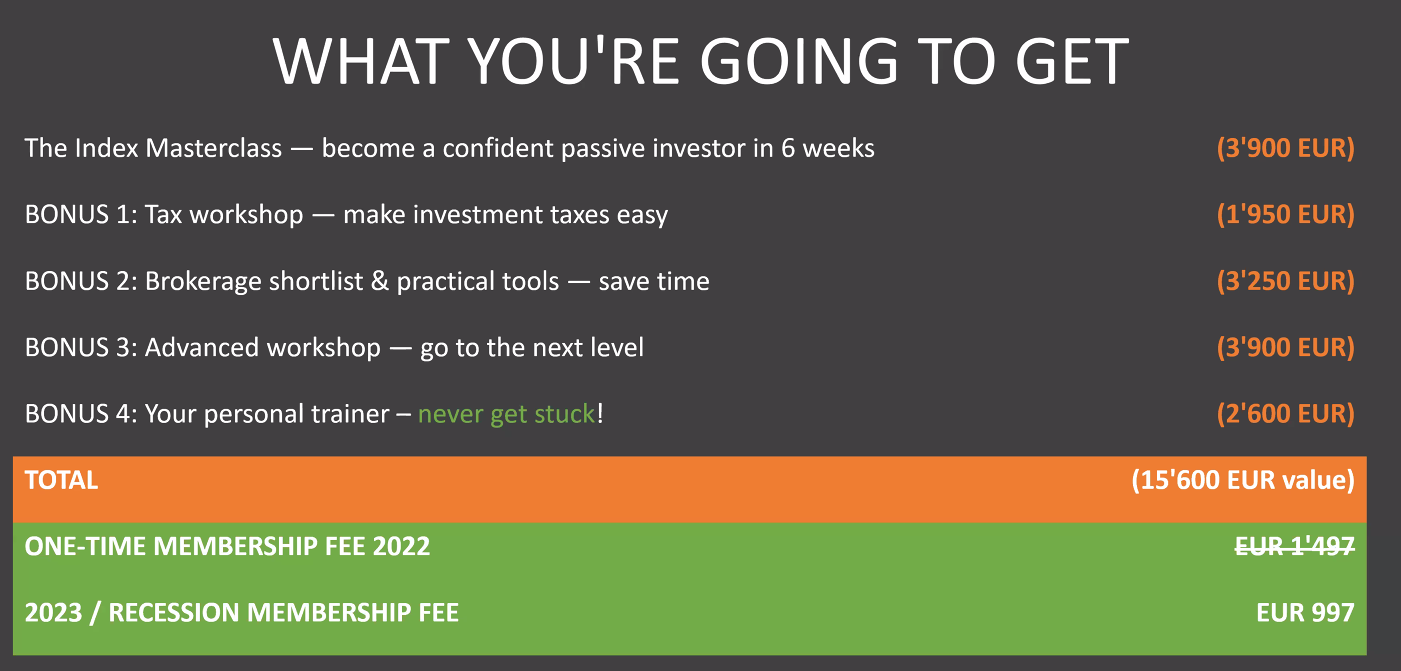 WHAT YOU'RE GOING TO GET
The Index Masterclass — become a confident passive investor in 6 weeks (3'900 EUR)
BONUS 1: Tax workshop — make investment taxes easy (1'950 EUR)
BONUS 2: Brokerage shortlist & practical tools — save time (3'250 EUR)
BONUS 3: Advanced workshop — go to the next level (3'900 EUR)
BONUS 4: Your personal trainer – never get stuck! (2'600 EUR)
TOTAL (15'600 EUR value)
ONE-TIME MEMBERSHIP FEE 2022 EUR 1'497
2023 / RECESSION MEMBERSHIP FEE EUR 997